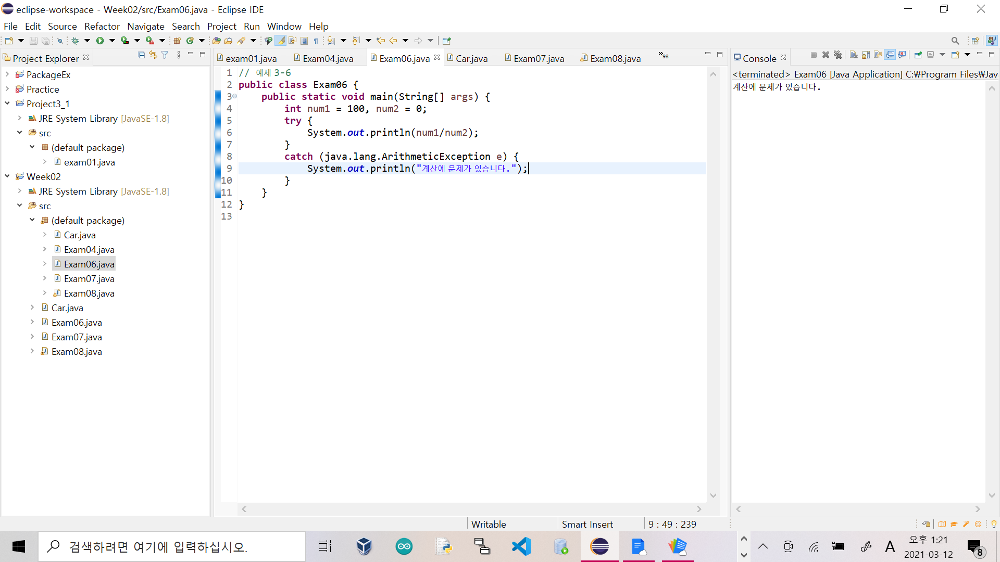 eclipse-workspace - Week02/src/Exam06.java - Eclipse IDE
File Edit Source Refactor Navigate Search Project Run Window Help
Project Explorer
PackageEx
Practice
Project3_1
JRE System Library [JavaSE-1.8]
src
(default package)
exam01.java
Week02
JRE System Library [JavaSE-1.8]
src
(default package)
Car.java
Exam04.java
Exam06.java
Exam07.java
Exam08.java
Car.java
Exam06.java
Exam07.java
Exam08.java
exam01.java Exam04.java Exam06.java Car.java Exam07.java Exam08.java »93
1 // 예제 3-6
2 public class Exam06 {
3 public static void main(String[] args) {
4 int num1 = 100, num2 = 0;
5 try {
6 System.out.println(num1/num2);
7 }
8 catch (java.lang.ArithmeticException e) {
9 System.out.println("계산에 문제가 있습니다.");
10 }
11 }
12 }
13
Console
<terminated> Exam06 [Java Application] C:₩Program Files₩Jav
계산에 문제가 있습니다.
Writable Smart Insert 9 : 49 : 239
검색하려면 여기에 입력하십시오.
A
오후 1:21
2021-03-12
8